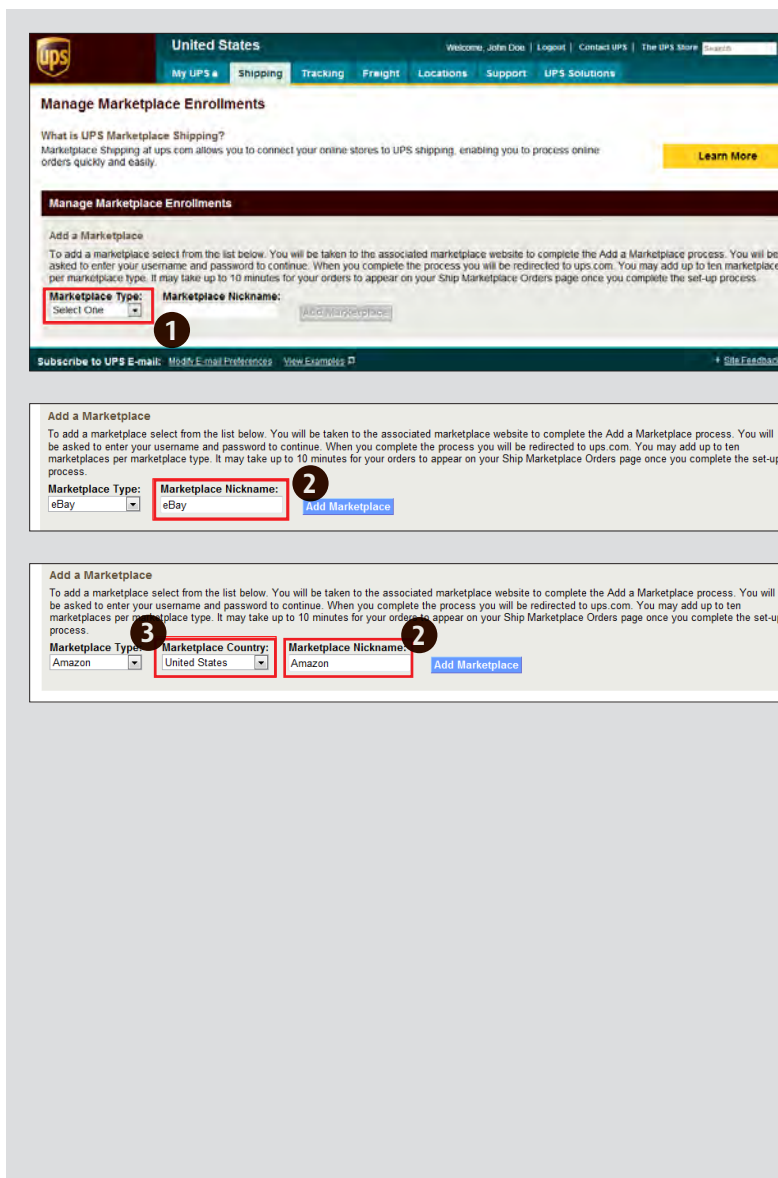 ups
United States
Welcome, John Doe | Logout | Contact UPS | The UPS Store Search
My UPS Shipping Tracking Freight Locations Support UPS Solutions
Manage Marketplace Enrollments
What is UPS Marketplace Shipping?
Marketplace Shipping at ups.com allows you to connect your online stores to UPS shipping, enabling you to process online
orders quickly and easily.
Learn More
Manage Marketplace Enrollments
Add a Marketplace
To add a marketplace select from the list below. You will be taken to the associated marketplace website to complete the Add a Marketplace process. You will be
asked to enter your username and password to continue. When you complete the process you will be redirected to ups.com. You may add up to ten marketplace
per marketplace type. It may take up to 10 minutes for your orders to appear on your Ship Marketplace Orders page once you complete the set-up process.
Marketplace Type: Marketplace Nickname:
Select One Add Marketplace
1
Subscribe to UPS E-mail: Modify E-mail Preferences View Examples + Site Feedback
Add a Marketplace
To add a marketplace select from the list below. You will be taken to the associated marketplace website to complete the Add a Marketplace process. You will
be asked to enter your username and password to continue. When you complete the process you will be redirected to ups.com. You may add up to ten
marketplaces per marketplace type. It may take up to 10 minutes for your orders to appear on your Ship Marketplace Orders page once you complete the set-up
process.
2
Marketplace Type: Marketplace Nickname:
eBay eBay Add Marketplace
Add a Marketplace
To add a marketplace select from the list below. You will be taken to the associated marketplace website to complete the Add a Marketplace process. You will
be asked to enter your username and password to continue. When you complete the process you will be redirected to ups.com. You may add up to ten
marketplaces per marketplace type. It may take up to 10 minutes for your orders to appear on your Ship Marketplace Orders page once you complete the set-up
process.
3 2
Marketplace Type: Marketplace Country: Marketplace Nickname:
Amazon United States Amazon Add Marketplace